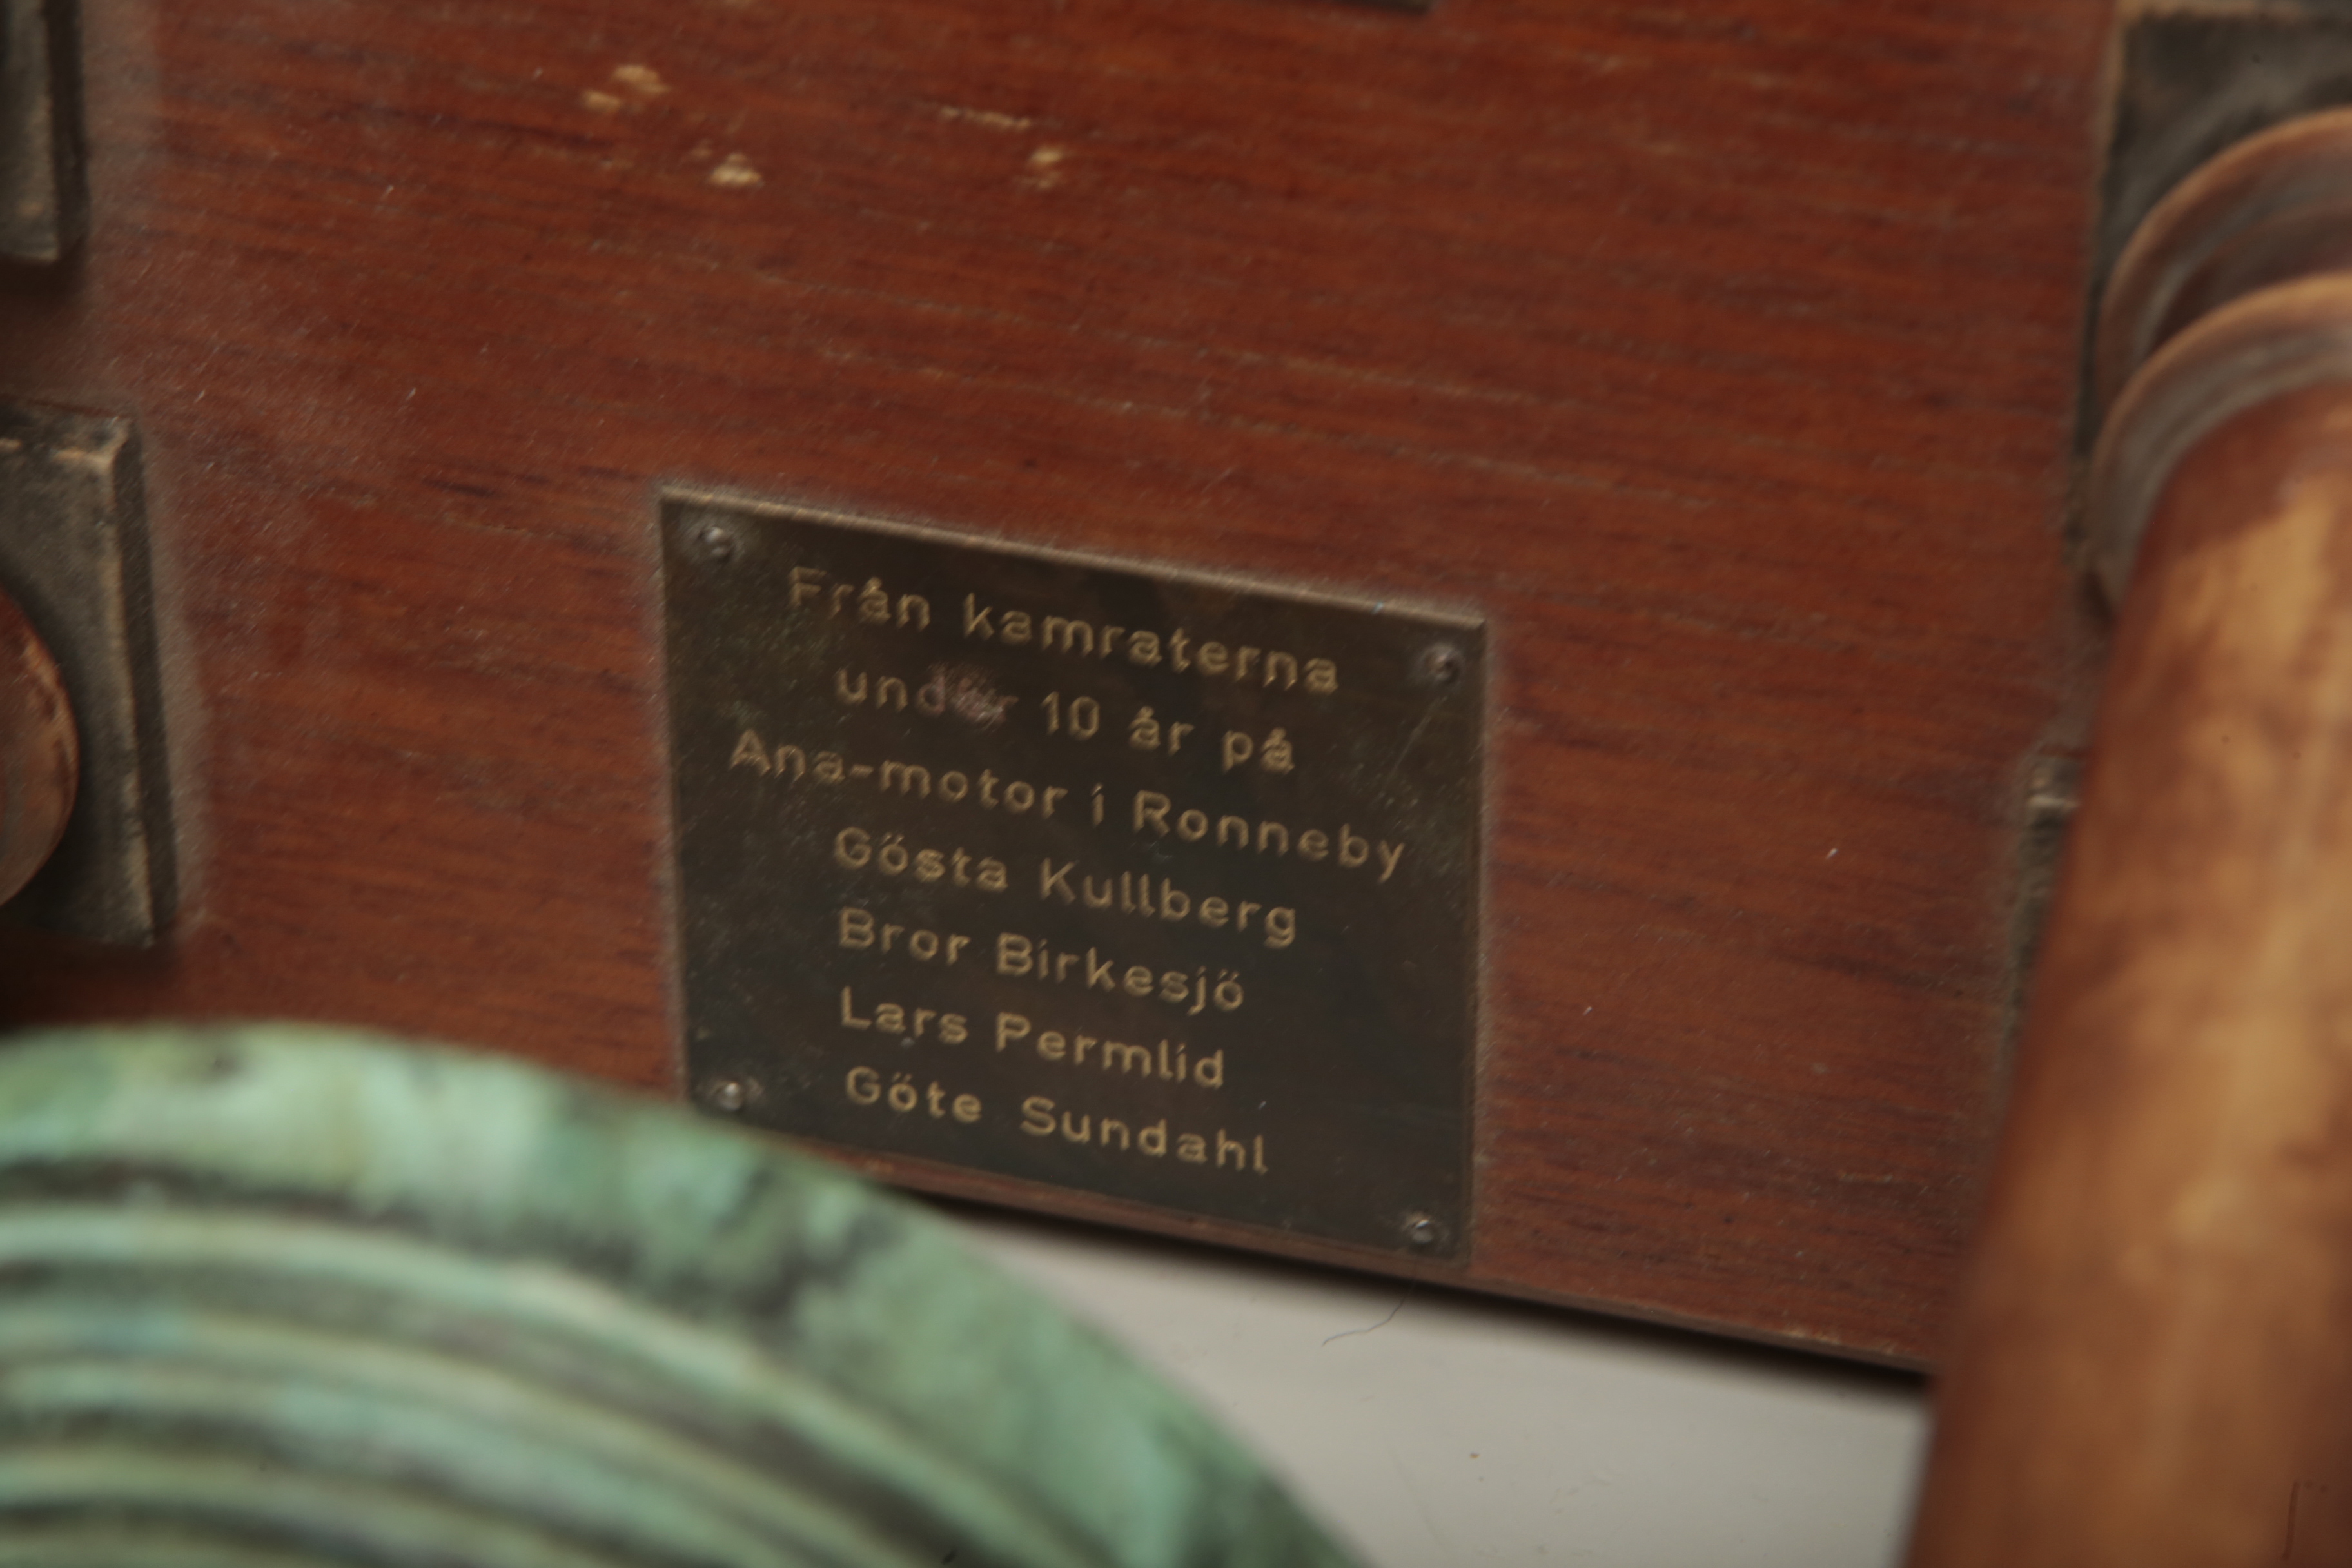 Från kamraterna
under 10 år på
Ana-motor i Ronneby
Gösta Kullberg
Bror Birkesjö
Lars Permlid
Göte Sundahl